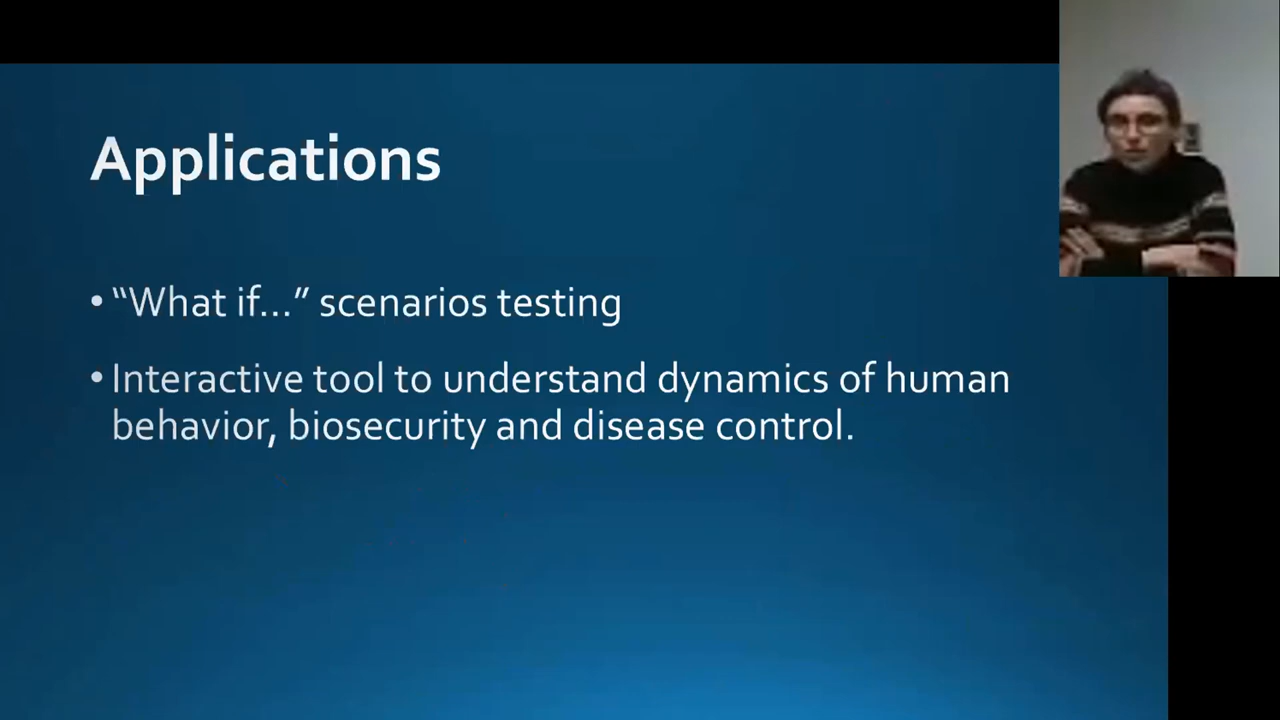 Applications
• “What if…” scenarios testing
• Interactive tool to understand dynamics of human
behavior, biosecurity and disease control.